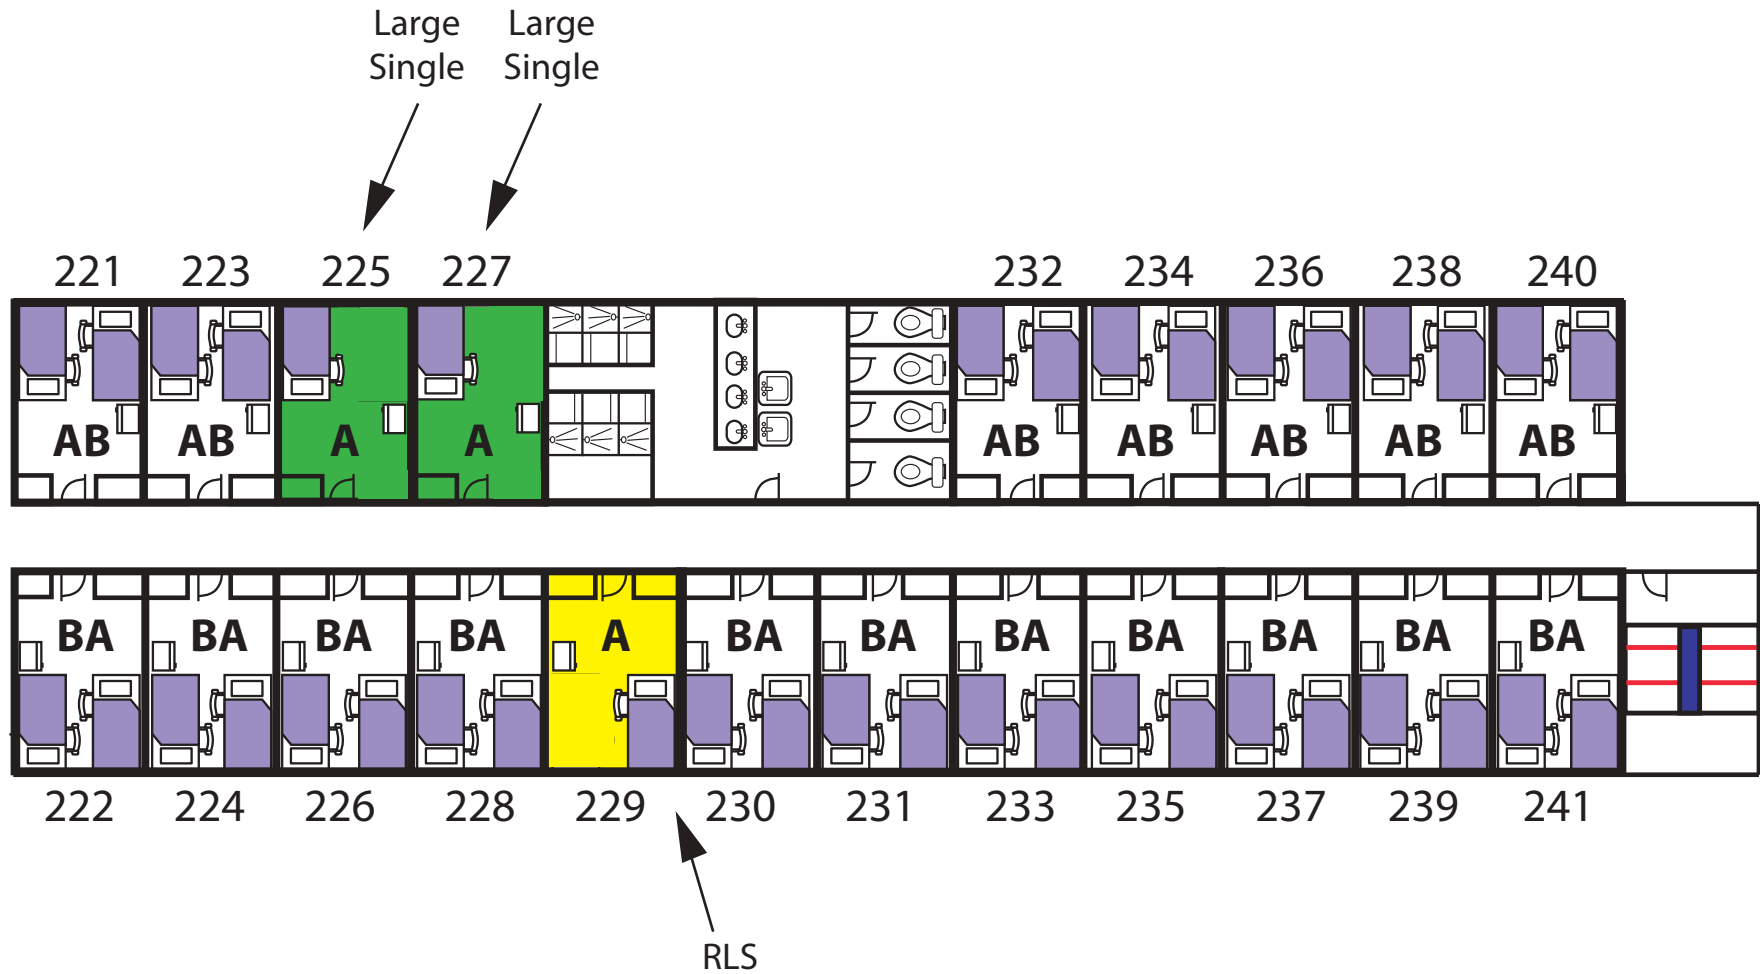 Large Single
Large Single
221 223 225 227 232 234 236 238 240
AB AB A A AB AB AB AB AB
BA BA BA BA A BA BA BA BA BA BA BA
222 224 226 228 229 230 231 233 235 237 239 241
RLS